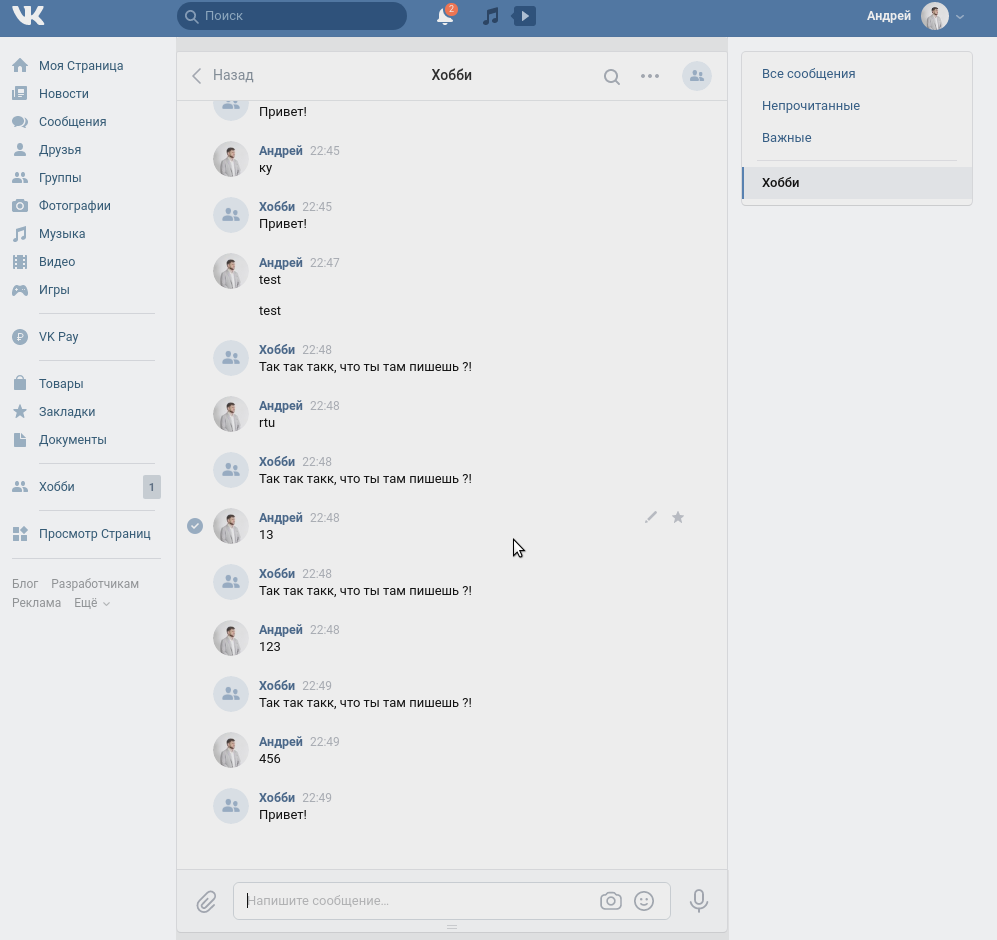 Поиск
2
Андрей
Моя Страница
Новости
Сообщения
Друзья
Группы
Фотографии
Музыка
Видео
Игры
VK Pay
Товары
Закладки
Документы
Хобби 1
Просмотр Страниц
Блог Разработчикам
Реклама Ещё
Назад
Хобби
Привет!
Андрей 22:45
ку
Хобби 22:45
Привет!
Андрей 22:47
test
test
Хобби 22:48
Так так такк, что ты там пишешь ?!
Андрей 22:48
rtu
Хобби 22:48
Так так такк, что ты там пишешь ?!
Андрей 22:48
13
Хобби 22:48
Так так такк, что ты там пишешь ?!
Андрей 22:48
123
Хобби 22:49
Так так такк, что ты там пишешь ?!
Андрей 22:49
456
Хобби 22:49
Привет!
Напишите сообщение...
Все сообщения
Непрочитанные
Важные
Хобби